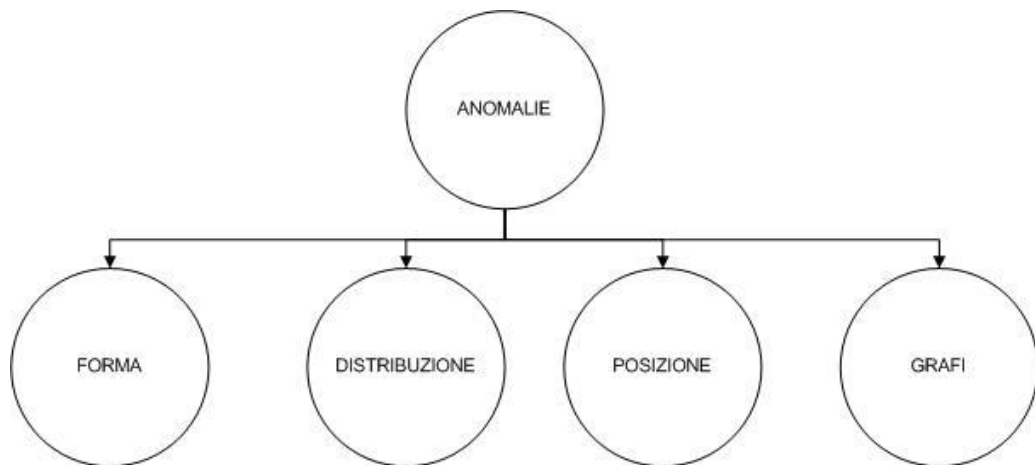 ANOMALIE
FORMA
DISTRIBUZIONE
POSIZIONE
GRAFI